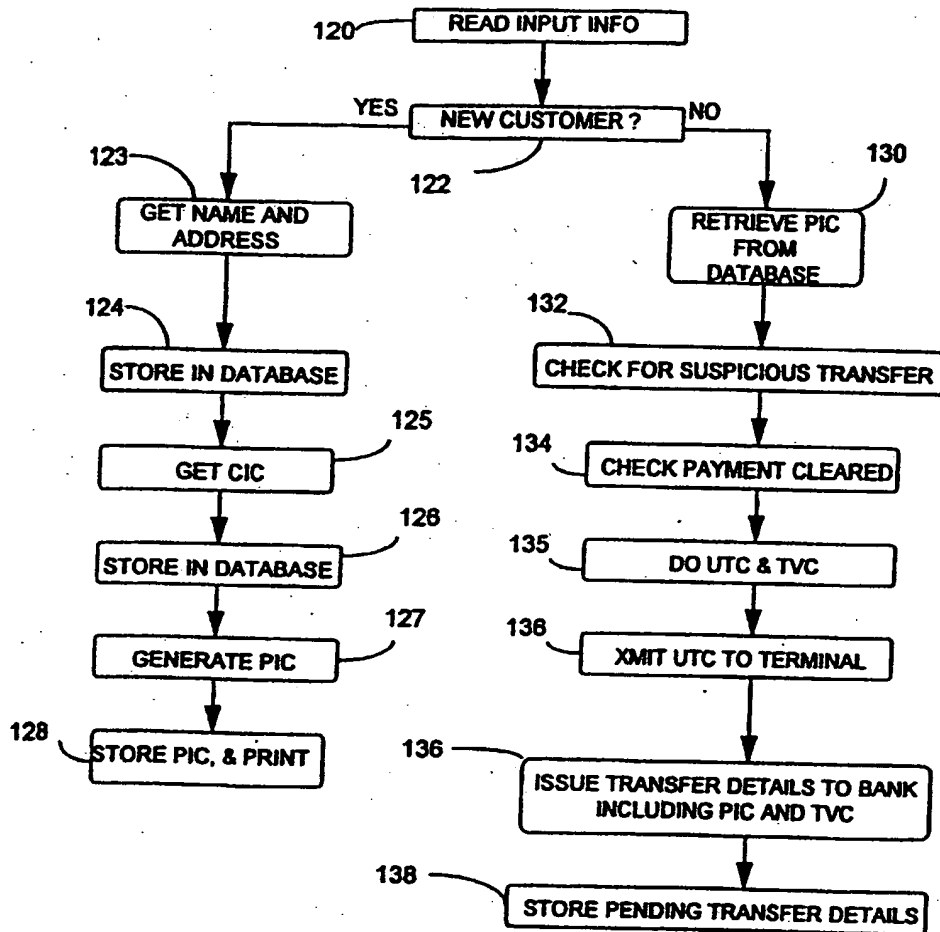 120
READ INPUT INFO
YES
NEW CUSTOMER ?
NO
122
123
GET NAME AND
ADDRESS
124
STORE IN DATABASE
125
GET CIC
126
STORE IN DATABASE
127
GENERATE PIC
128
STORE PIC, & PRINT
130
RETRIEVE PIC
FROM
DATABASE
132
CHECK FOR SUSPICIOUS TRANSFER
134
CHECK PAYMENT CLEARED
135
DO UTC & TVC
136
XMIT UTC TO TERMINAL
136
ISSUE TRANSFER DETAILS TO BANK
INCLUDING PIC AND TVC
138
STORE PENDING TRANSFER DETAILS